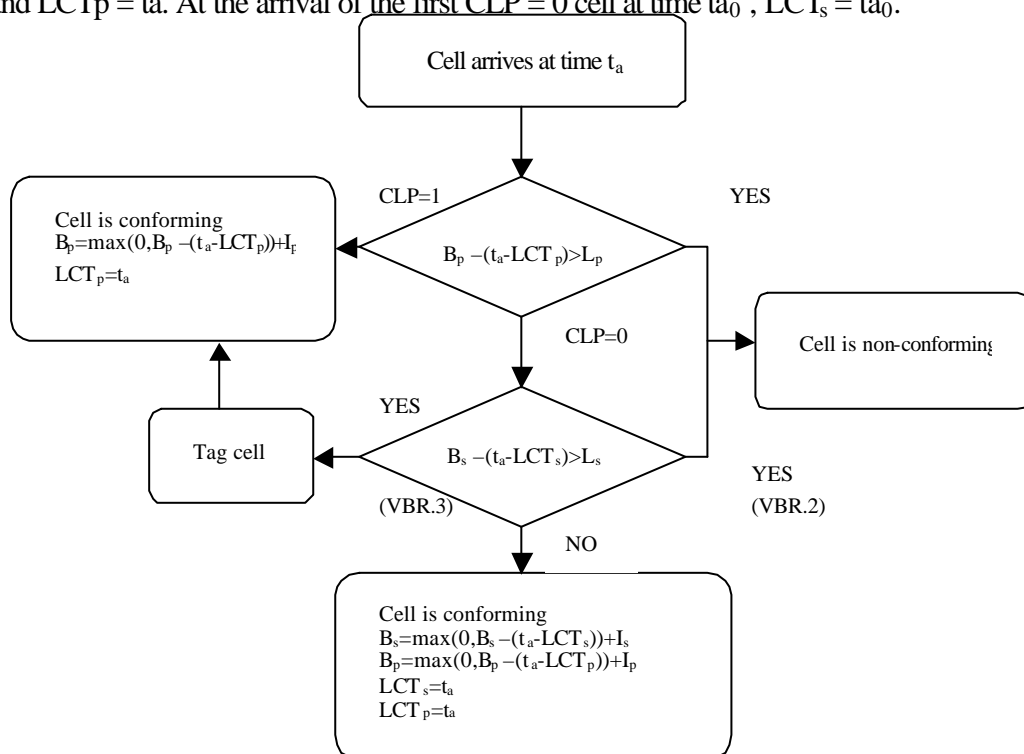 and LCTp = ta. At the arrival of the first CLP = 0 cell at time ta0 , LCTs = ta0.
Cell arrives at time ta
CLP=1
YES
Cell is conforming
Bp=max(0,Bp –(ta-LCTp))+Ip
LCTp=ta
Bp –(ta-LCTp)>Lp
CLP=0
Cell is non-conforming
YES
Tag cell
Bs –(ta-LCTs)>Ls
(VBR.3)
YES
(VBR.2)
NO
Cell is conforming
Bs=max(0,Bs –(ta-LCTs))+Is
Bp=max(0,Bp –(ta-LCTp))+Ip
LCTs=ta
LCTp=ta